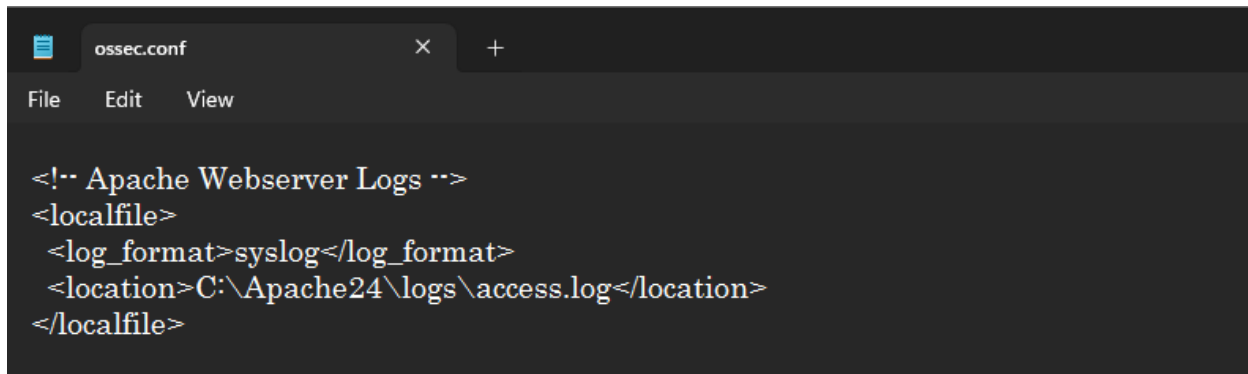 ossec.conf × +
File Edit View
<!-- Apache Webserver Logs -->
<localfile>
<log_format>syslog</log_format>
<location>C:\Apache24\logs\access.log</location>
</localfile>